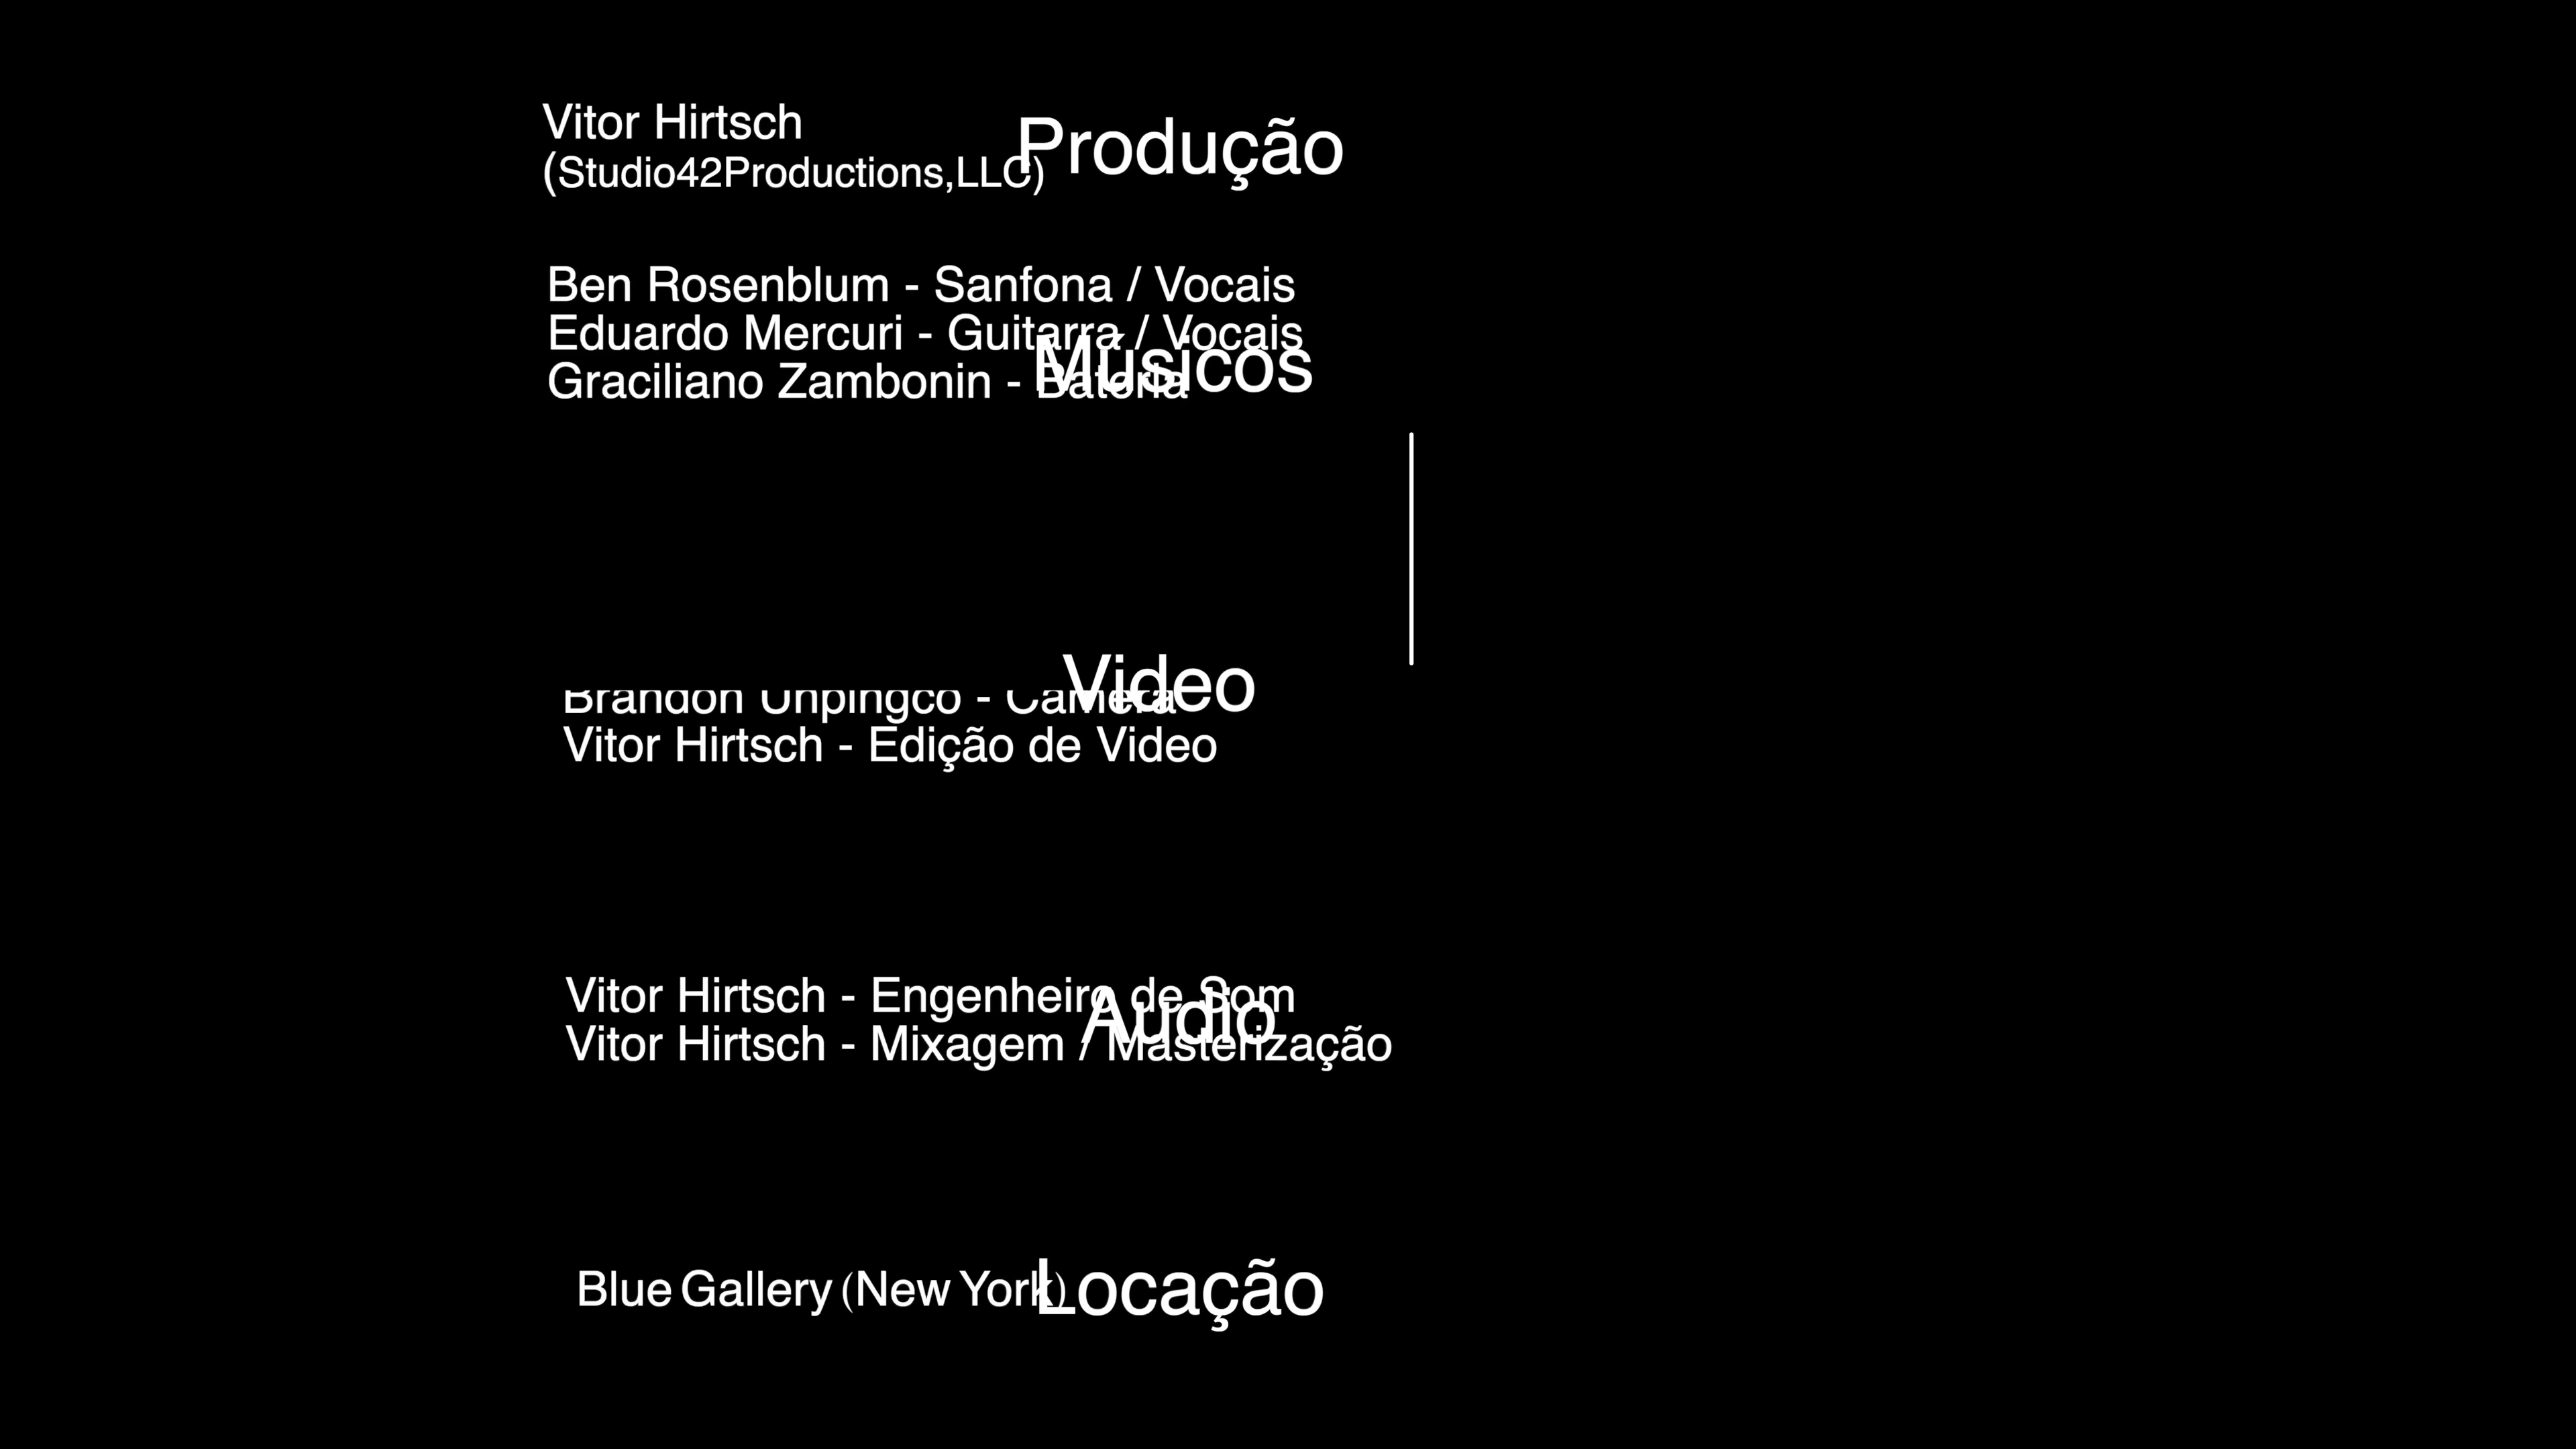 Produção
Vitor Hirtsch
(Studio42Productions,LLC)
Músicos
Ben Rosenblum - Sanfona / Vocais
Eduardo Mercuri - Guitarra / Vocais
Graciliano Zambonin - Bateria
Video
Brandon Unpingco - Camera
Vitor Hirtsch - Edição de Video
Audio
Vitor Hirtsch - Engenheiro de Som
Vitor Hirtsch - Mixagem / Masterização
Locação
Blue Gallery (New York)